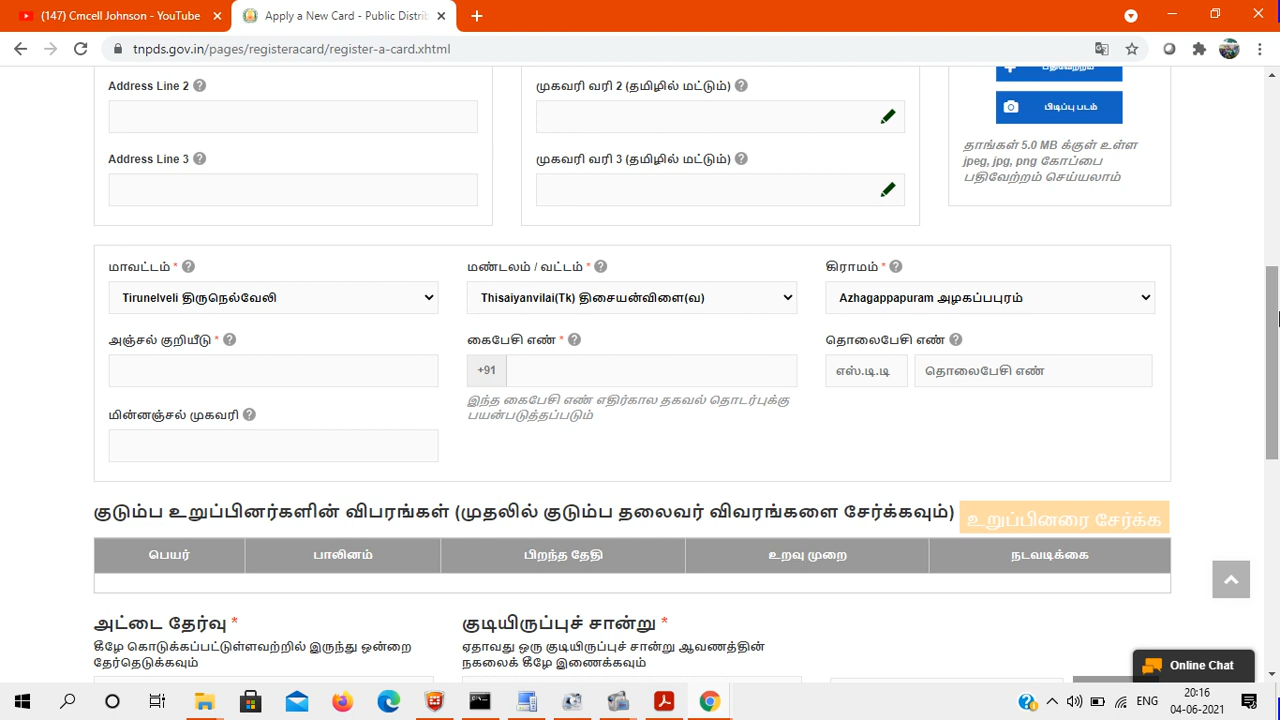 (147) Cmcell Johnson - YouTube
Apply a New Card - Public Distrib
tnpds.gov.in/pages/registeracard/register-a-card.xhtml
Address Line 2
முகவரி வரி 2 (தமிழில் மட்டும்)
பதிவேற்றம்
பிடிப்பு படம்
தாங்கள் 5.0 MB க்குள் உள்ள
jpeg, jpg, png கோப்பை
பதிவேற்றம் செய்யலாம்
Address Line 3
முகவரி வரி 3 (தமிழில் மட்டும்)
மாவட்டம் *
மண்டலம் / வட்டம் *
கிராமம் *
Tirunelveli திருநெல்வேலி
Thisaiyanvilai(Tk) திசையன்விளை(வ)
Azhagappapuram அழகப்பபுரம்
அஞ்சல் குறியீடு *
கைபேசி எண் *
தொலைபேசி எண்
+91
எஸ்.டி.டி
தொலைபேசி எண்
இந்த கைபேசி எண் எதிர்கால தகவல் தொடர்புக்கு
பயன்படுத்தப்படும்
மின்னஞ்சல் முகவரி
குடும்ப உறுப்பினர்களின் விபரங்கள் (முதலில் குடும்ப தலைவர் விவரங்களை சேர்க்கவும்)
உறுப்பினரை சேர்க்க
பெயர்
பாலினம்
பிறந்த தேதி
உறவு முறை
நடவடிக்கை
அட்டை தேர்வு *
குடியிருப்புச் சான்று *
கீழே கொடுக்கப்பட்டுள்ளவற்றில் இருந்து ஒன்றை
தேர்தெடுக்கவும்
ஏதாவது ஒரு குடியிருப்பு சான்று ஆவணத்தின்
நகலைக் கீழே இணைக்கவும்
Online Chat
ENG
20:16
04-06-2021